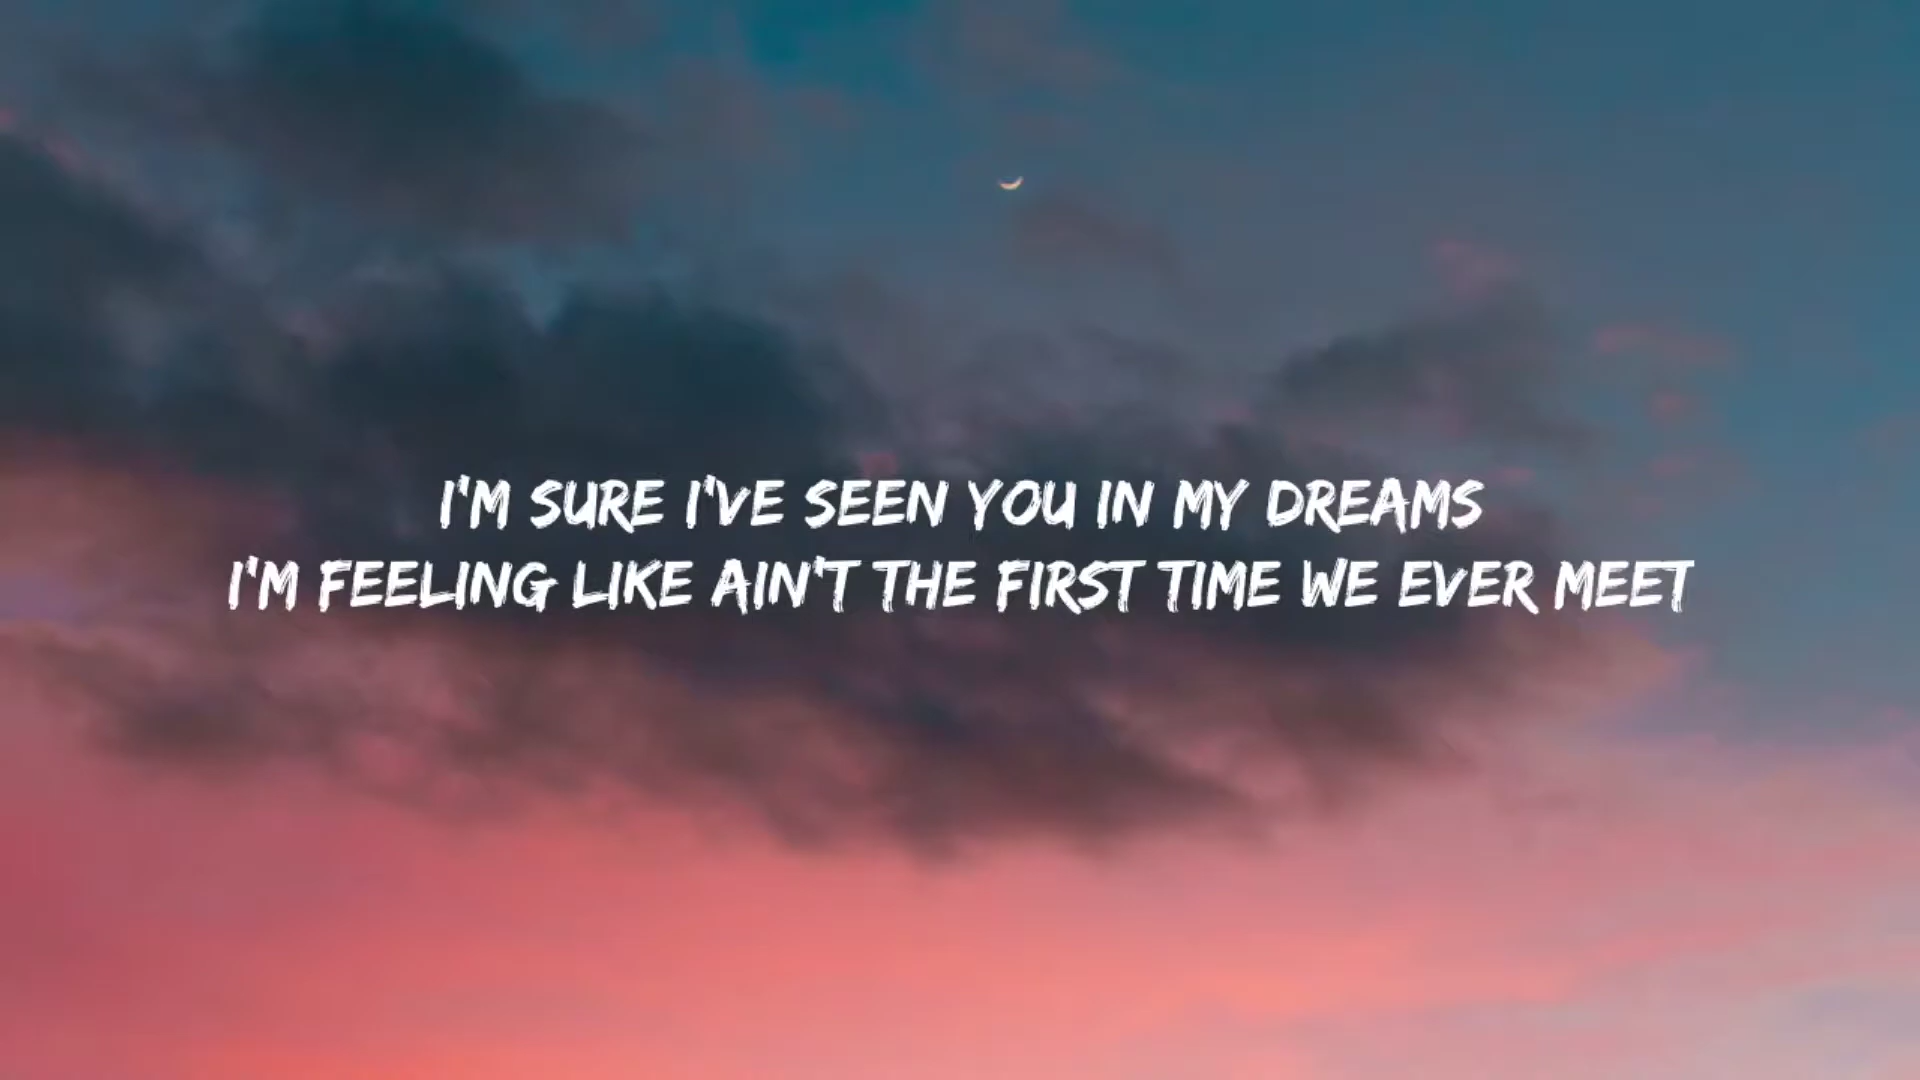 I'M SURE I'VE SEEN YOU IN MY DREAMS
I'M FEELING LIKE AIN'T THE FIRST TIME WE EVER MEET